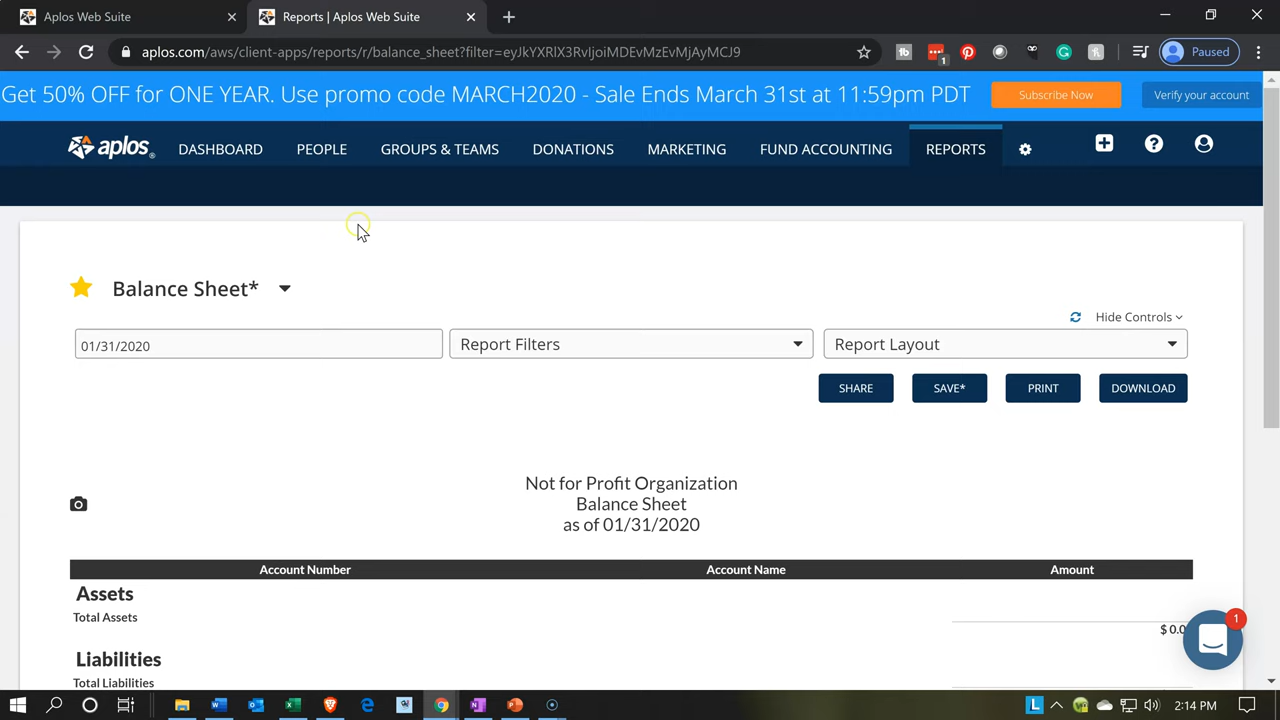 Aplos Web Suite
Reports | Aplos Web Suite
aplos.com/aws/client-apps/reports/r/balance_sheet?filter=eyJkYXRlX3RvIjoiMDEvMzEvMjAyMCJ9
1
Paused
Get 50% OFF for ONE YEAR. Use promo code MARCH2020 - Sale Ends March 31st at 11:59pm PDT
Subscribe Now
Verify your account
aplos
DASHBOARD
PEOPLE
GROUPS & TEAMS
DONATIONS
MARKETING
FUND ACCOUNTING
REPORTS
Balance Sheet*
Hide Controls
01/31/2020
Report Filters
Report Layout
SHARE
SAVE*
PRINT
DOWNLOAD
Not for Profit Organization
Balance Sheet
as of 01/31/2020
Account Number
Account Name
Amount
Assets
Total Assets
$ 0.0
1
Liabilities
Total Liabilities
2:14 PM